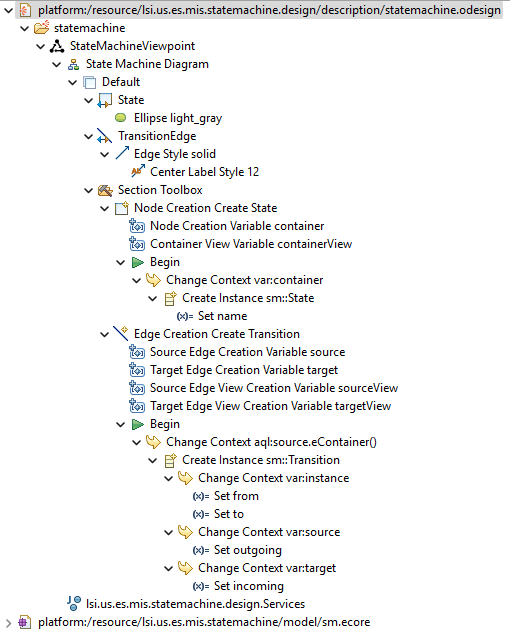 platform:/resource/lsi.us.es.mis.statemachine.design/description/statemachine.odesign
statemachine
StateMachineViewpoint
State Machine Diagram
Default
State
Ellipse light_gray
TransitionEdge
Edge Style solid
Center Label Style 12
Section Toolbox
Node Creation Create State
Node Creation Variable container
Container View Variable containerView
Begin
Change Context var:container
Create Instance sm::State
Set name
Edge Creation Create Transition
Source Edge Creation Variable source
Target Edge Creation Variable target
Source Edge View Creation Variable sourceView
Target Edge View Creation Variable targetView
Begin
Change Context aql:source.eContainer()
Create Instance sm::Transition
Change Context var:instance
Set from
Set to
Change Context var:source
Set outgoing
Change Context var:target
Set incoming
lsi.us.es.mis.statemachine.design.Services
platform:/resource/lsi.us.es.mis.statemachine/model/sm.ecore